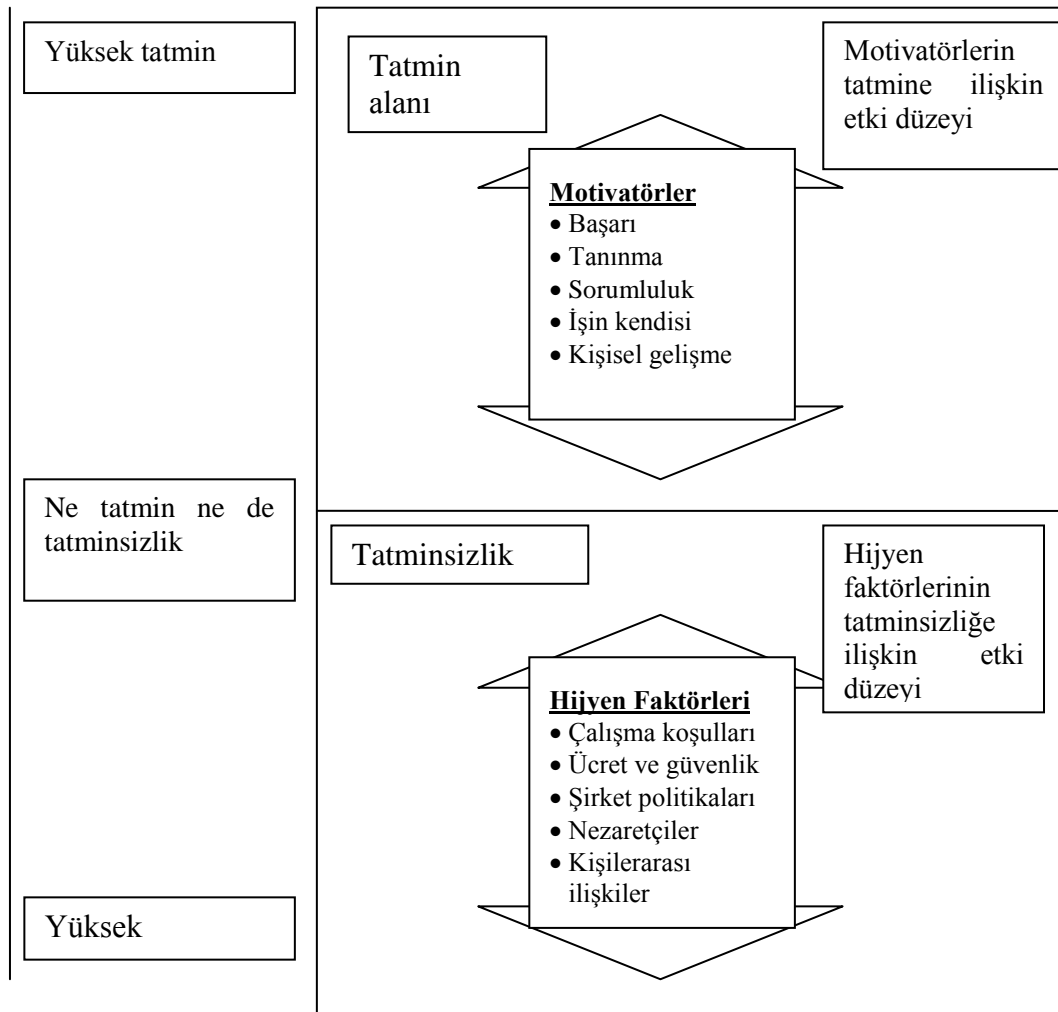 Yüksek tatmin
Tatmin
alanı
Motivatörlerin
tatmine ilişkin
etki düzeyi
Motivatörler
• Başarı
• Tanınma
• Sorumluluk
• İşin kendisi
• Kişisel gelişme
Ne tatmin ne de
tatminsizlik
Tatminsizlik
Hijyen
faktörlerinin
tatminsizliğe
ilişkin etki
düzeyi
Hijyen Faktörleri
• Çalışma koşulları
• Ücret ve güvenlik
• Şirket politikaları
• Nezaretçiler
• Kişilerarası
ilişkiler
Yüksek